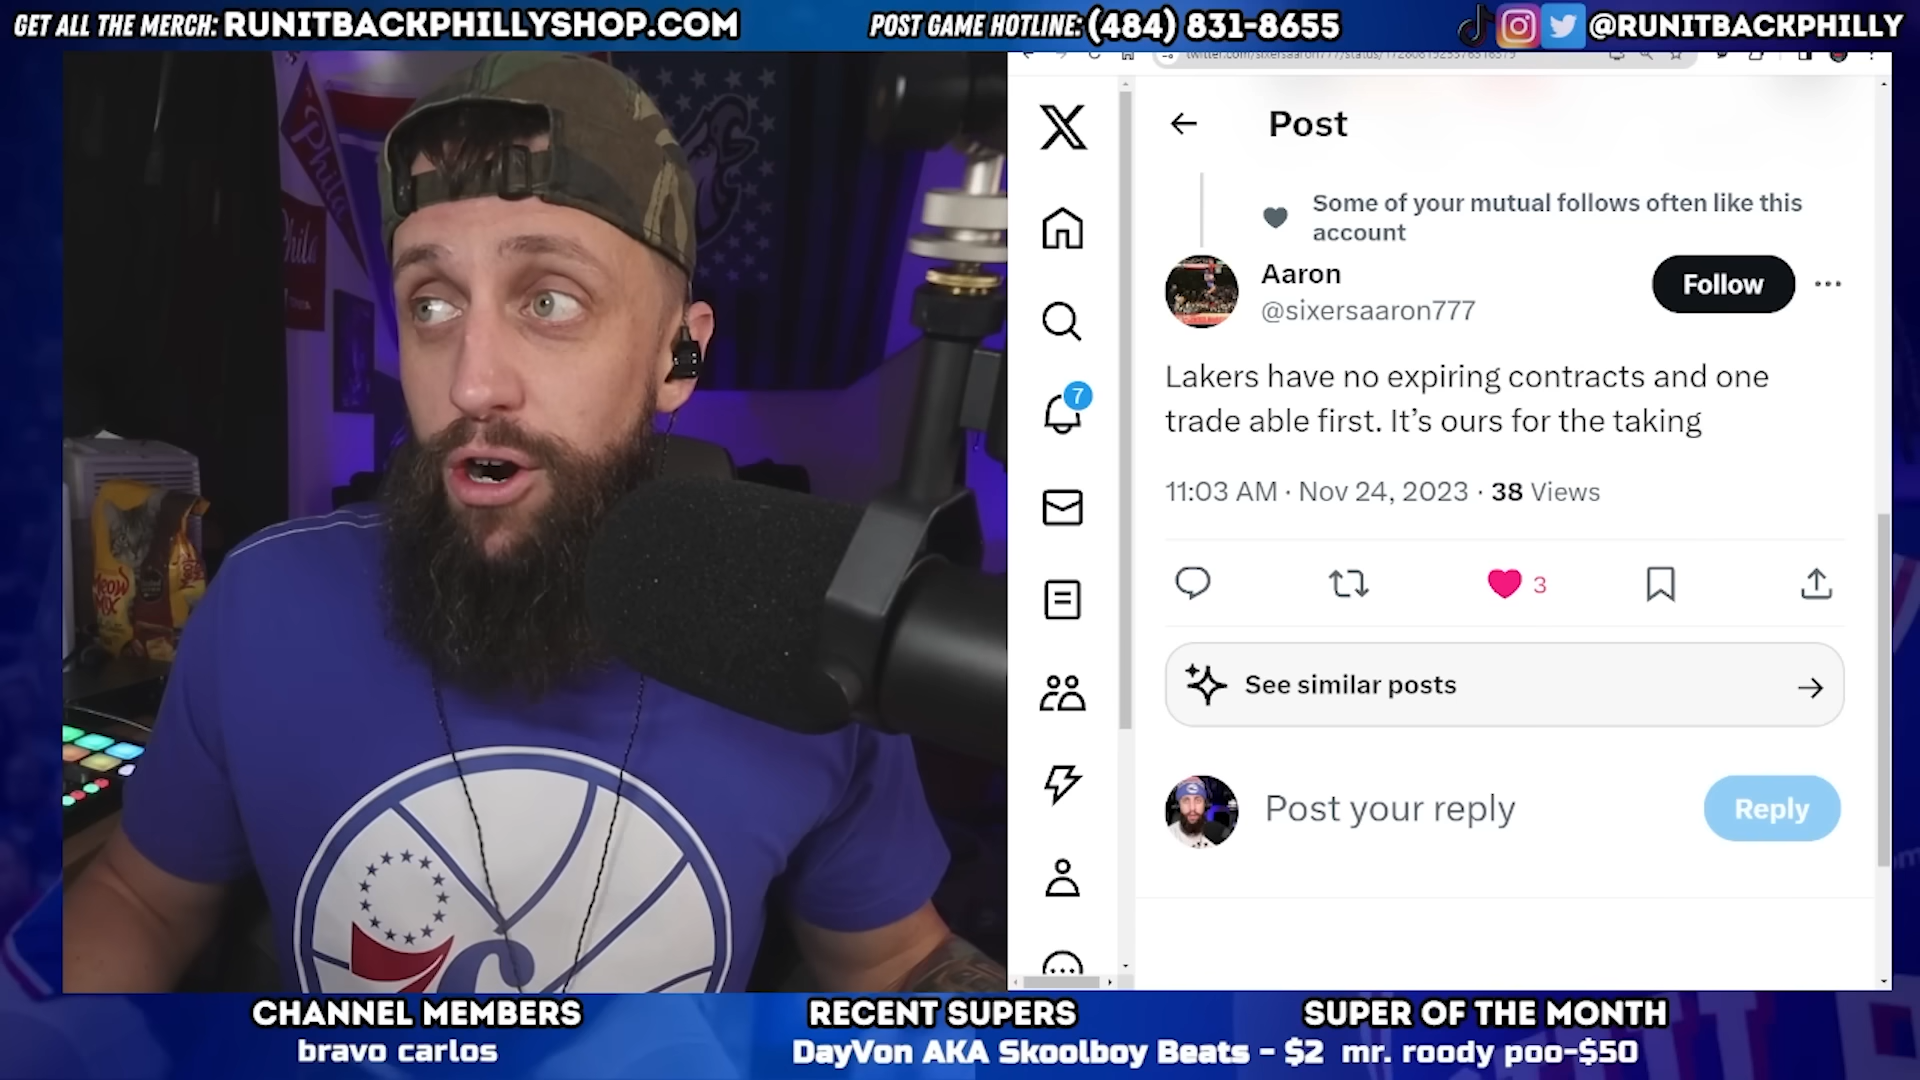 GET ALL THE MERCH: RUNITBACKPHILLYSHOP.COM
POST GAME HOTLINE: (484) 831-8655
@RUNITBACKPHILLY
Post
Some of your mutual follows often like this
account
Aaron
@sixersaaron777
Follow
Lakers have no expiring contracts and one
trade able first. It’s ours for the taking
11:03 AM · Nov 24, 2023 · 38 Views
3
See similar posts
Post your reply
Reply
7
Phila
Phila
Meow
Mix
CHANNEL MEMBERS
bravo carlos
RECENT SUPERS
DayVon AKA Skoolboy Beats - $2
SUPER OF THE MONTH
mr. roody poo-$50